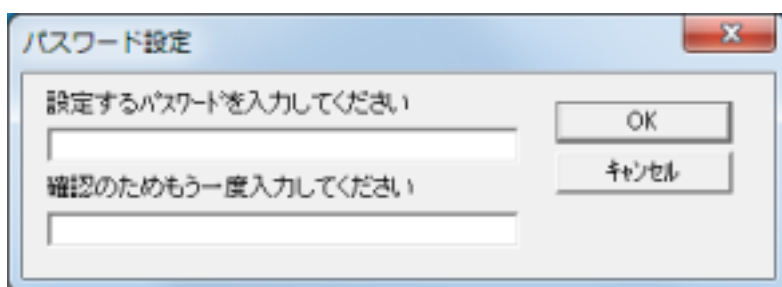 パスワード設定
設定するﾊﾟｽﾜｰﾄﾞを入力してください
OK
確認のためもう一度入力してください
ｷｬﾝｾﾙ